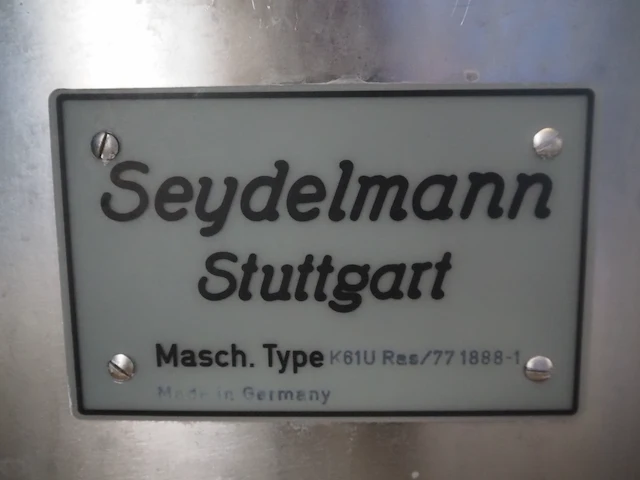 Seydelmann
Stuttgart
Masch. Type K61U Ras/77 1888-1
Made in Germany